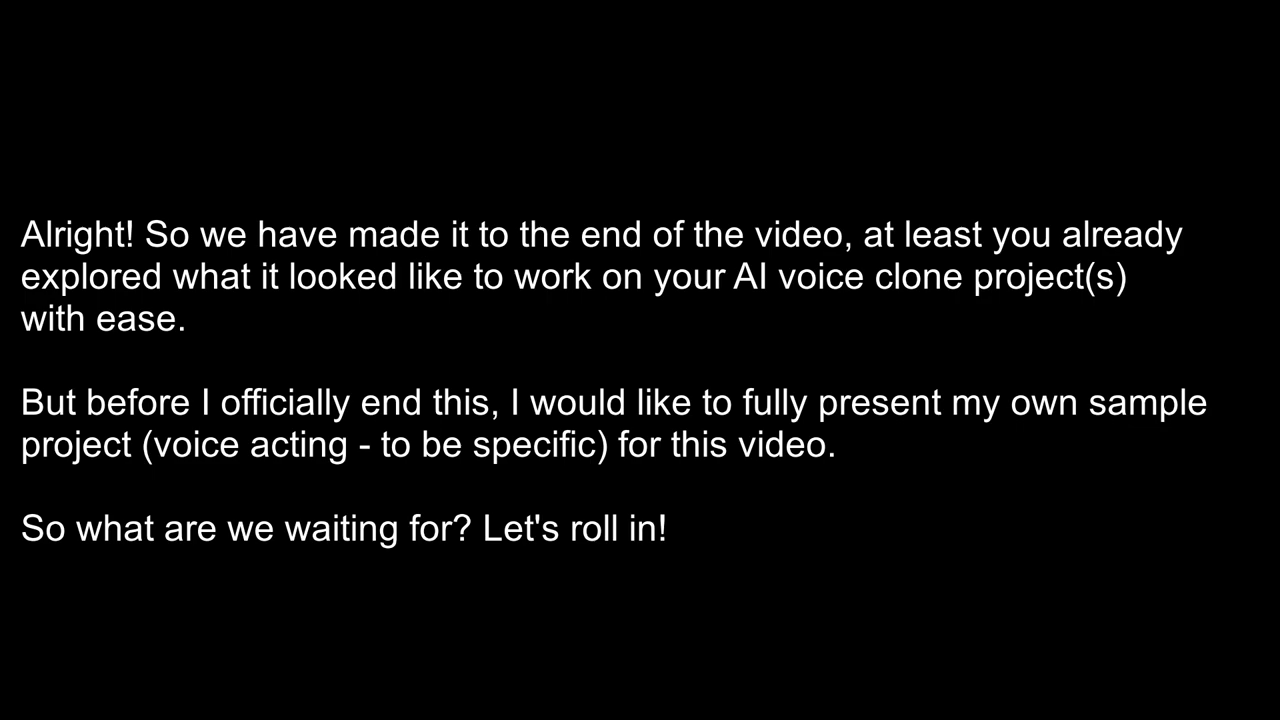 Alright! So we have made it to the end of the video, at least you already
explored what it looked like to work on your AI voice clone project(s)
with ease.
But before I officially end this, I would like to fully present my own sample
project (voice acting - to be specific) for this video.
So what are we waiting for? Let's roll in!